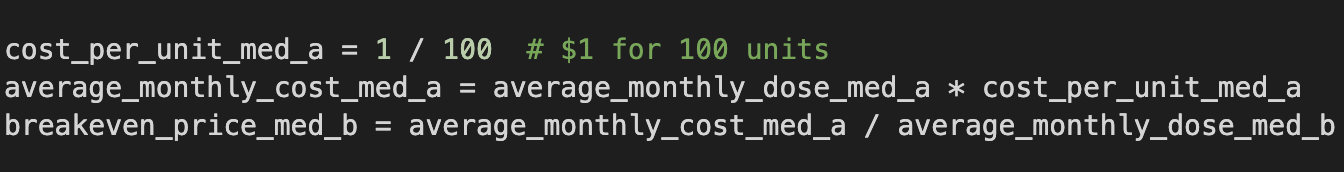 cost_per_unit_med_a = 1 / 100  # $1 for 100 units
average_monthly_cost_med_a = average_monthly_dose_med_a * cost_per_unit_med_a
breakeven_price_med_b = average_monthly_cost_med_a / average_monthly_dose_med_b